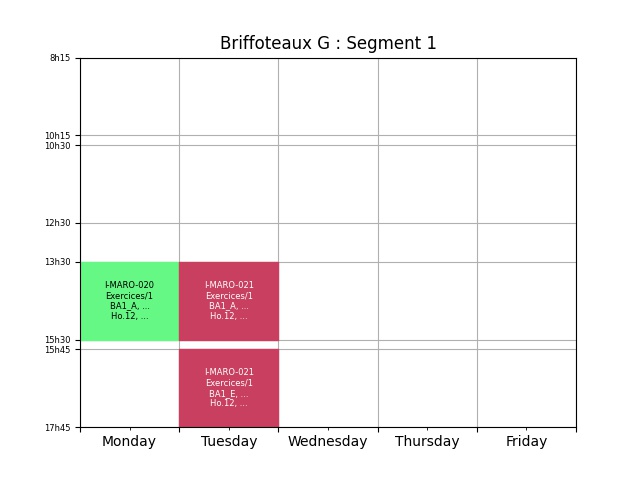 Briffoteaux G : Segment 1
8h15
10h15
10h30
12h30
13h30
I-MARO-020
Exercices/1
BA1_A, ...
Ho.12, ...
I-MARO-021
Exercices/1
BA1_A, ...
Ho.12, ...
15h30
15h45
I-MARO-021
Exercices/1
BA1_E, ...
Ho.12, ...
17h45
Monday Tuesday Wednesday Thursday Friday